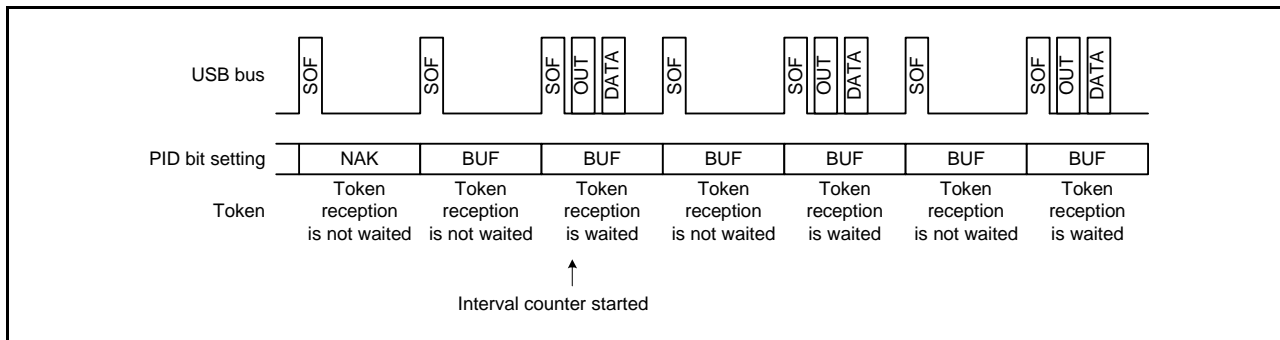 USB bus
SOF
SOF
SOF
OUT
DATA
SOF
SOF
OUT
DATA
SOF
SOF
OUT
DATA
PID bit setting
NAK
BUF
BUF
BUF
BUF
BUF
BUF
Token
Token
reception
is not waited
Token
reception
is not waited
Token
reception
is waited
Token
reception
is not waited
Token
reception
is waited
Token
reception
is not waited
Token
reception
is waited
Interval counter started